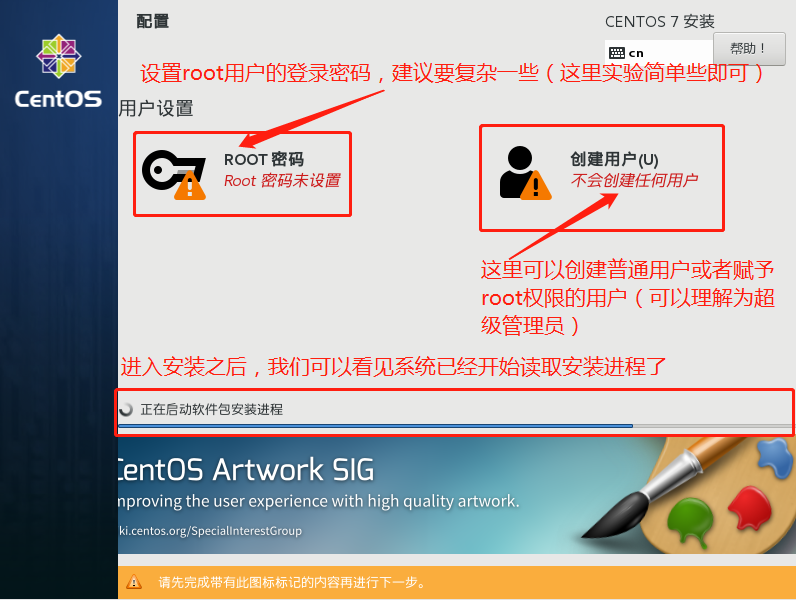 配置
CENTOS 7 安装
cn
帮助！
CentOS
设置root用户的登录密码，建议要复杂一些（这里实验简单些即可）
用户设置
ROOT 密码
Root 密码未设置
创建用户(U)
不会创建任何用户
这里可以创建普通用户或者赋予
root权限的用户（可以理解为超
级管理员）
进入安装之后，我们可以看见系统已经开始读取安装进程了
正在启动软件包安装进程
CentOS Artwork SIG
mproving the user experience with high quality artwork.
ki.centos.org/SpecialInterestGroup
请先完成带有此图标标记的内容再进行下一步。